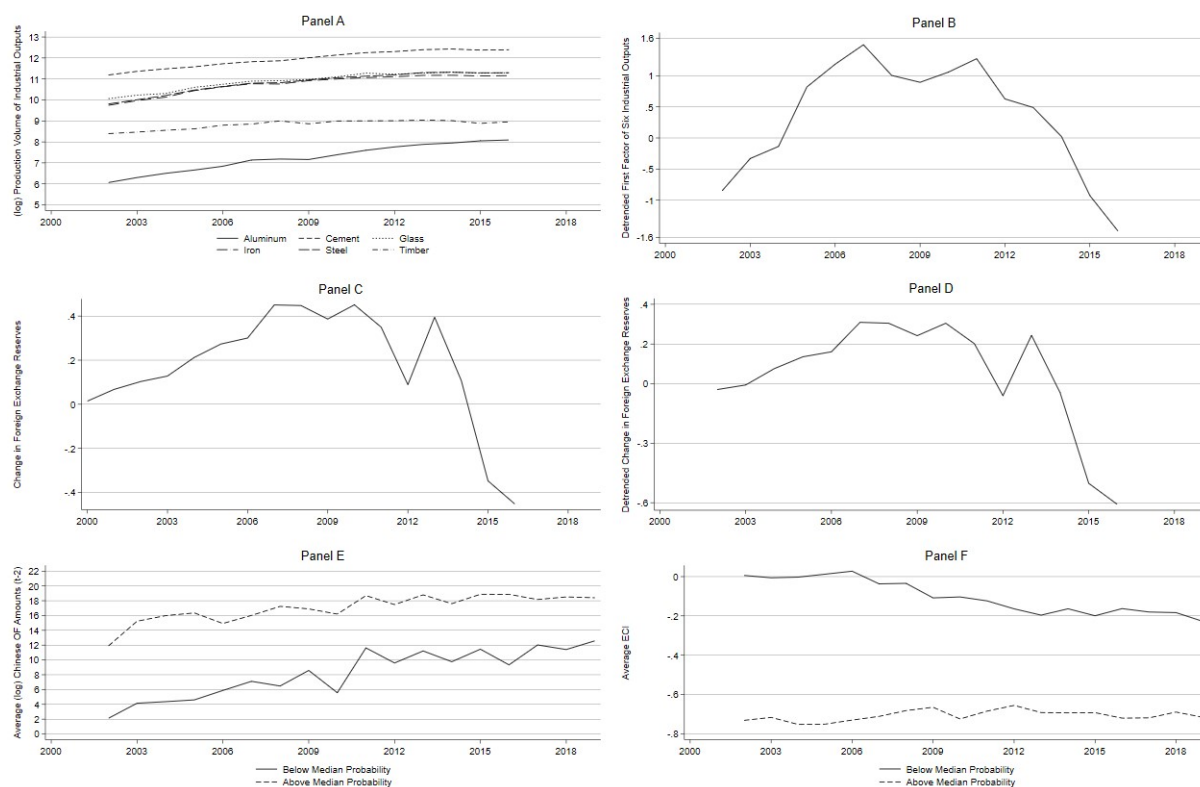 Panel A
(log) Production Volume of Industrial Outputs
13
12
11
10
9
8
7
6
5
2000 2003 2006 2009 2012 2015 2018
Aluminum Cement Glass
Iron Steel Timber
Panel B
Detrended First Factor of Six Industrial Outputs
1.6
1
.5
0
-.5
-1
-1.6
2000 2003 2006 2009 2012 2015 2018
Panel C
Change in Foreign Exchange Reserves
.4
.2
0
-.2
-.4
2000 2003 2006 2009 2012 2015 2018
Panel D
Detrended Change in Foreign Exchange Reserves
.4
.2
0
-.3
-.6
2000 2003 2006 2009 2012 2015 2018
Panel E
Average (log) Chinese OF Amounts (t-2)
22
20
18
16
14
12
10
8
6
4
2
0
2000 2003 2006 2009 2012 2015 2018
Below Median Probability
Above Median Probability
Panel F
Average ECI
0
-.2
-.4
-.6
-.8
2000 2003 2006 2009 2012 2015 2018
Below Median Probability
Above Median Probability